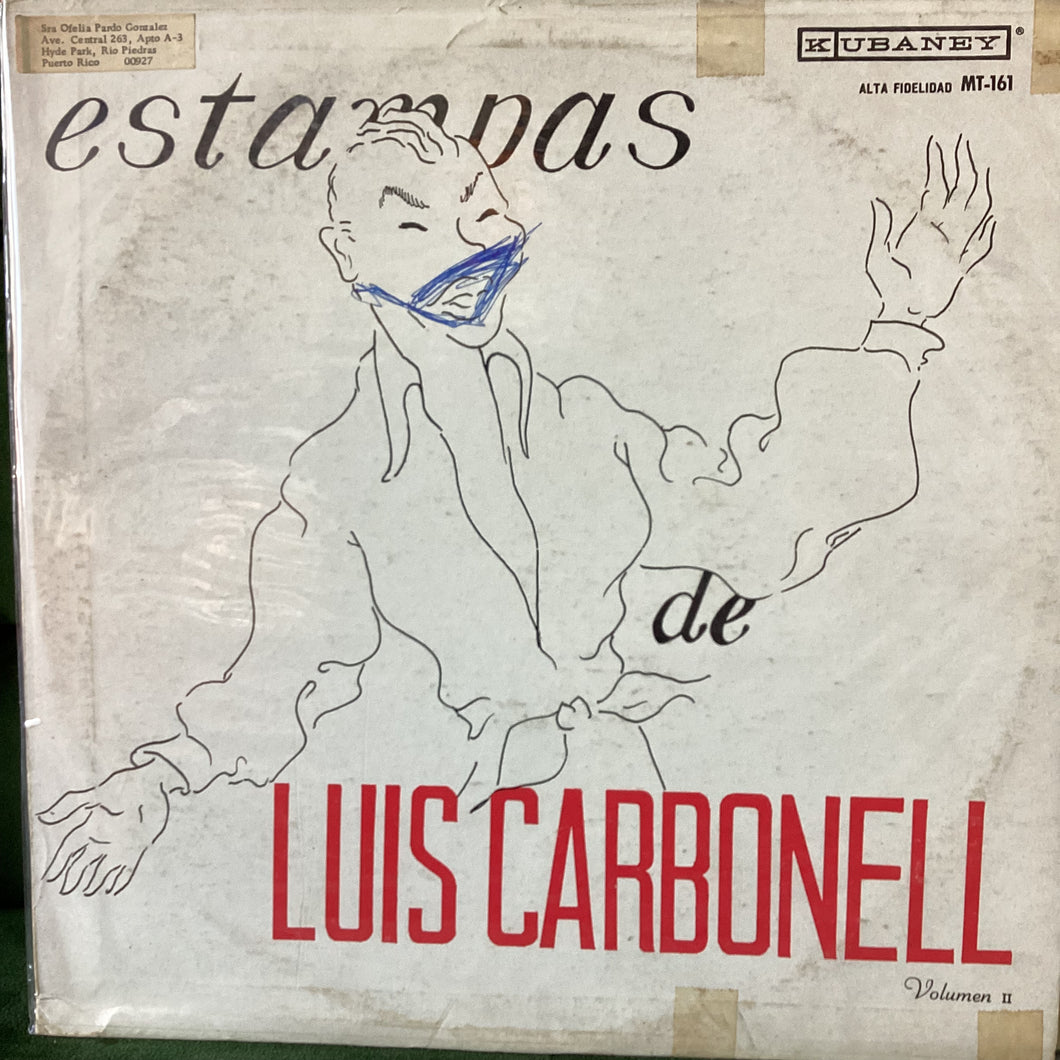 Sra Ofelia Pardo Gonzalez
Ave. Central 263, Apto A-3
Hyde Park, Rio Piedras
Puerto Rico 00927
KUBANEY®
ALTA FIDELIDAD MT-161
estampas
de
LUIS CARBONELL
Volumen II